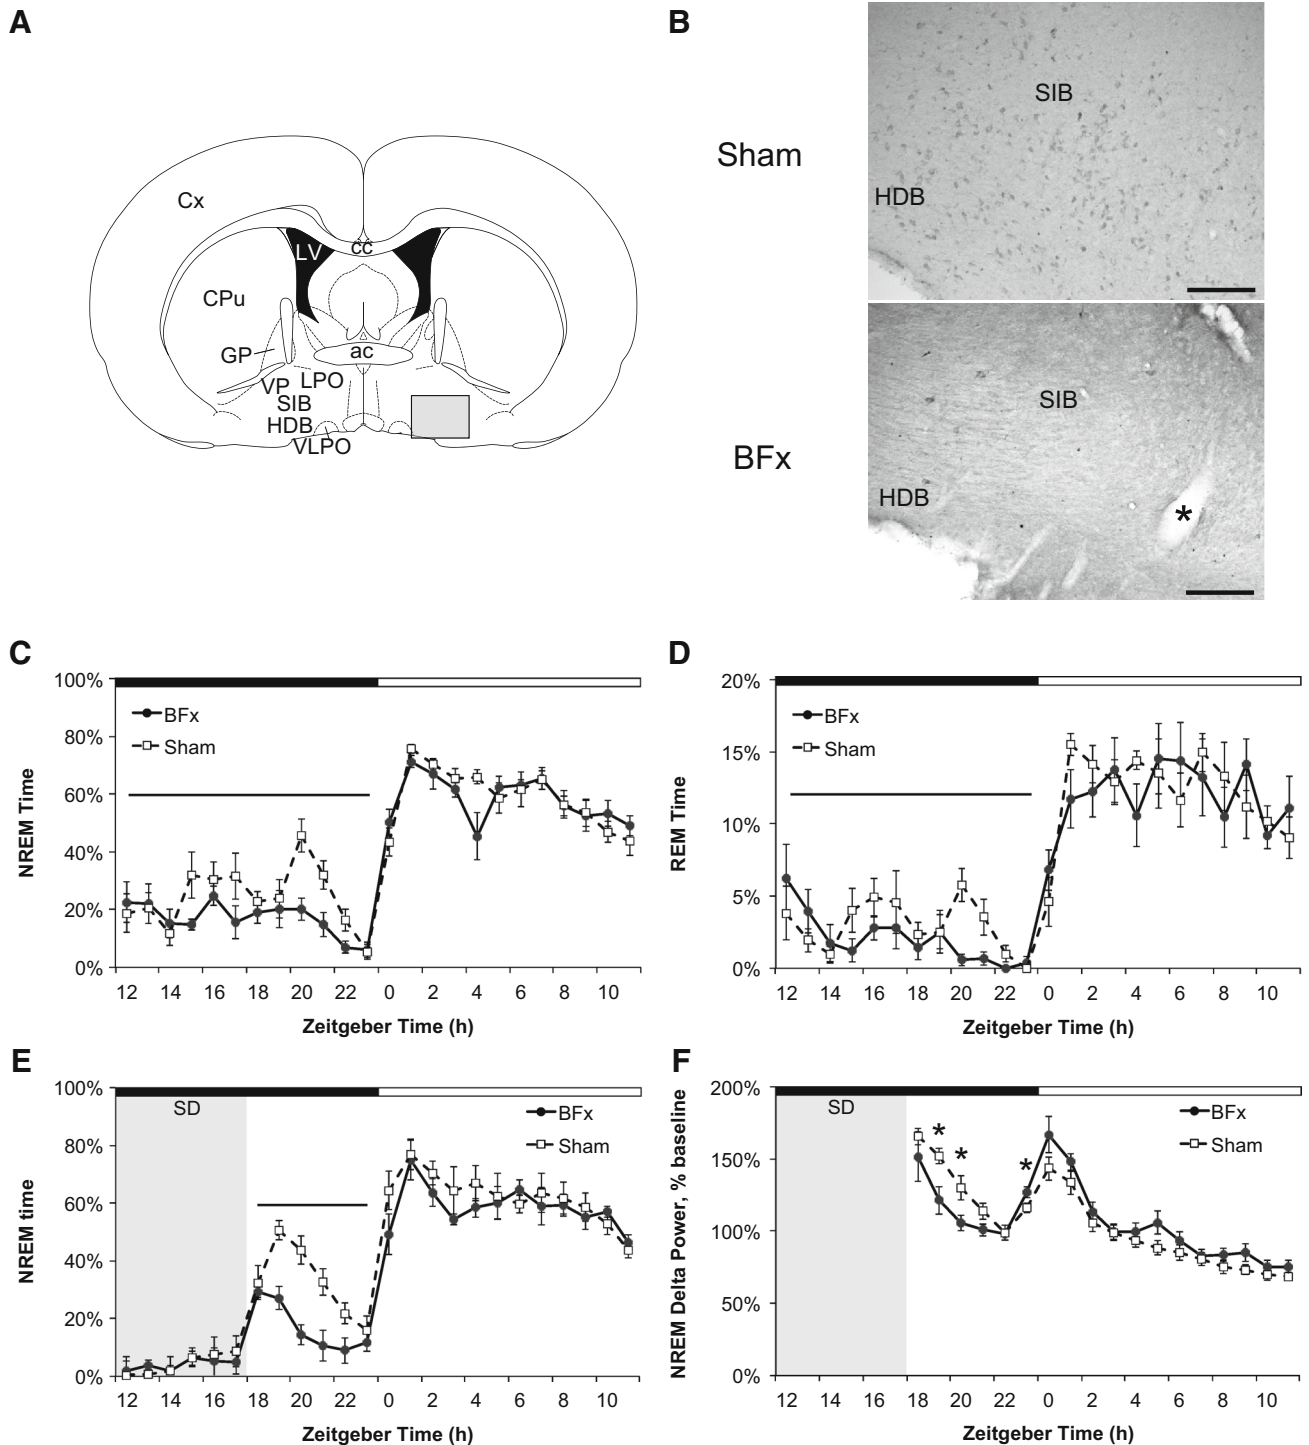 A
Cx
LV
cc
CPu
GP
ac
VP
LPO
SIB
HDB
VLPO
B
Sham
SIB
HDB
BFx
SIB
HDB
*
C
100%
80%
60%
40%
20%
0%
NREM Time
BFx
Sham
12 14 16 18 20 22 0 2 4 6 8 10
Zeitgeber Time (h)
D
20%
15%
10%
5%
0%
REM Time
BFx
Sham
12 14 16 18 20 22 0 2 4 6 8 10
Zeitgeber Time (h)
E
100%
80%
60%
40%
20%
0%
NREM time
SD
BFx
Sham
12 14 16 18 20 22 0 2 4 6 8 10
Zeitgeber Time (h)
F
200%
150%
100%
50%
0%
NREM Delta Power, % baseline
SD
* * *
BFx
Sham
12 14 16 18 20 22 0 2 4 6 8 10
Zeitgeber Time (h)